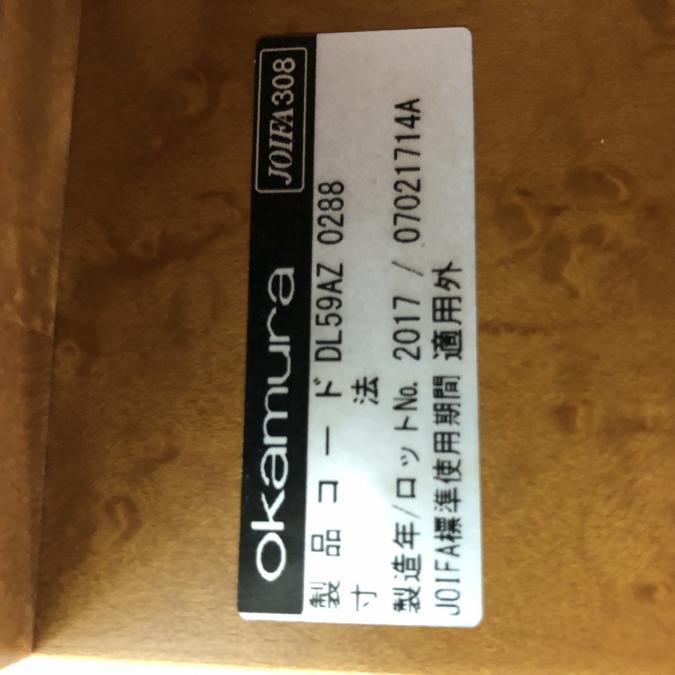 okamura JOIFA308
製品コード DL59AZ 0288
寸法
製造年/ロットNo. 2017 / 07021714A
JOIFA標準使用期間 適用外